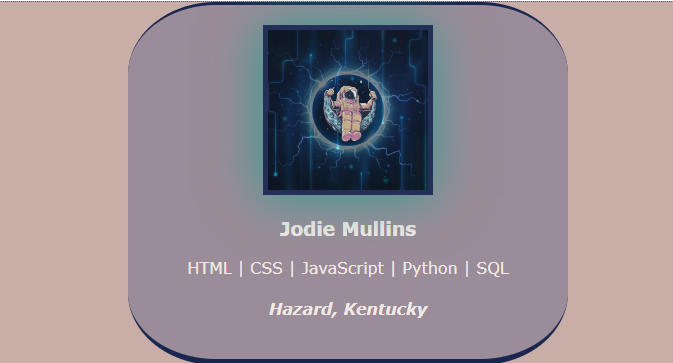 Jodie Mullins
HTML | CSS | JavaScript | Python | SQL
Hazard, Kentucky